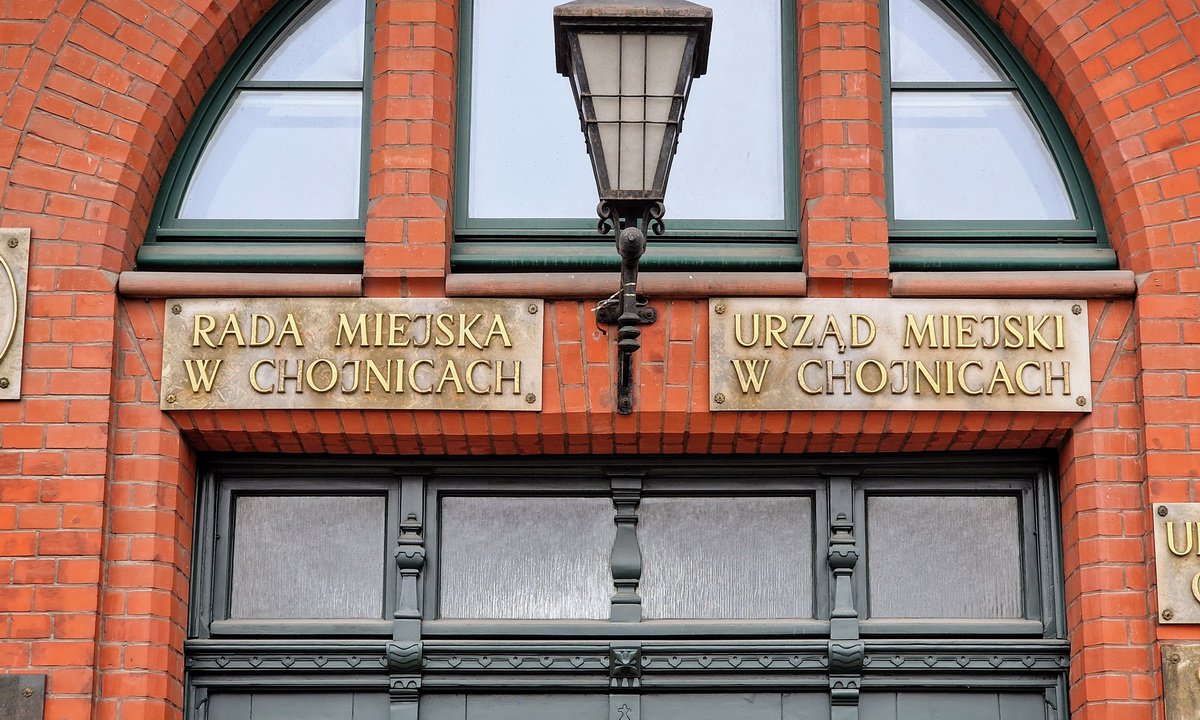 RADA MIEJSKA
W CHOJNICACH
URZĄD MIEJSKI
W CHOJNICACH